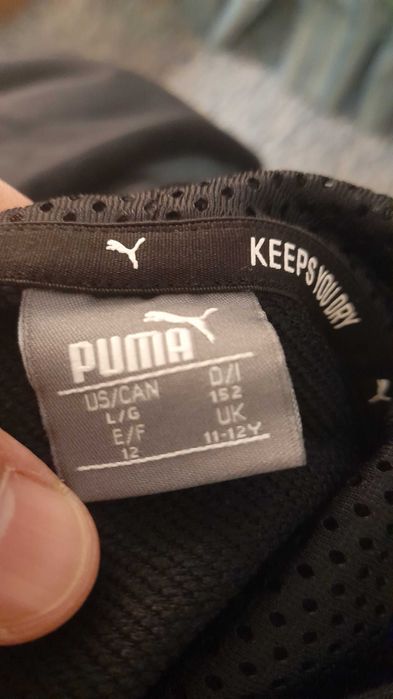 KEEPS YOU DRY
PUMA
US/CAN D/I
L/G 152
E/F UK
12 11-12Y